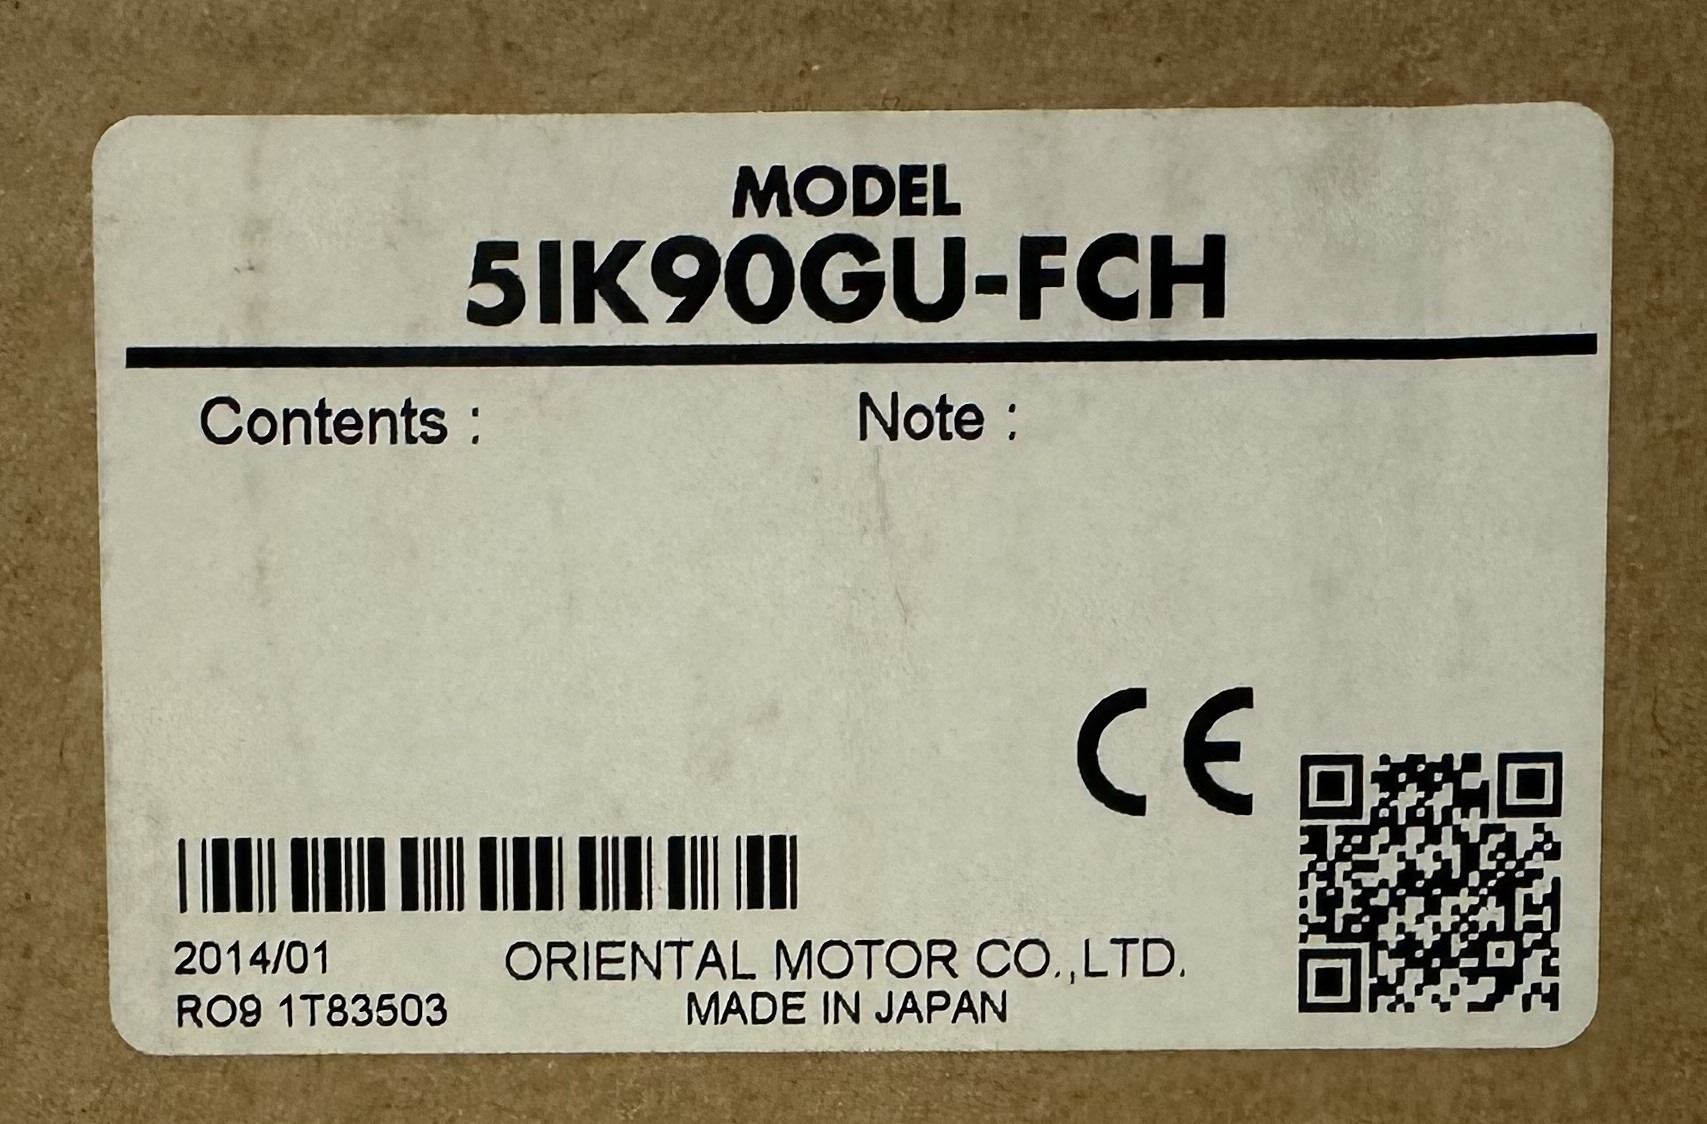 MODEL
5IK90GU-FCH
Contents :
Note :
CE
2014/01
RO9 1T83503
ORIENTAL MOTOR CO.,LTD.
MADE IN JAPAN